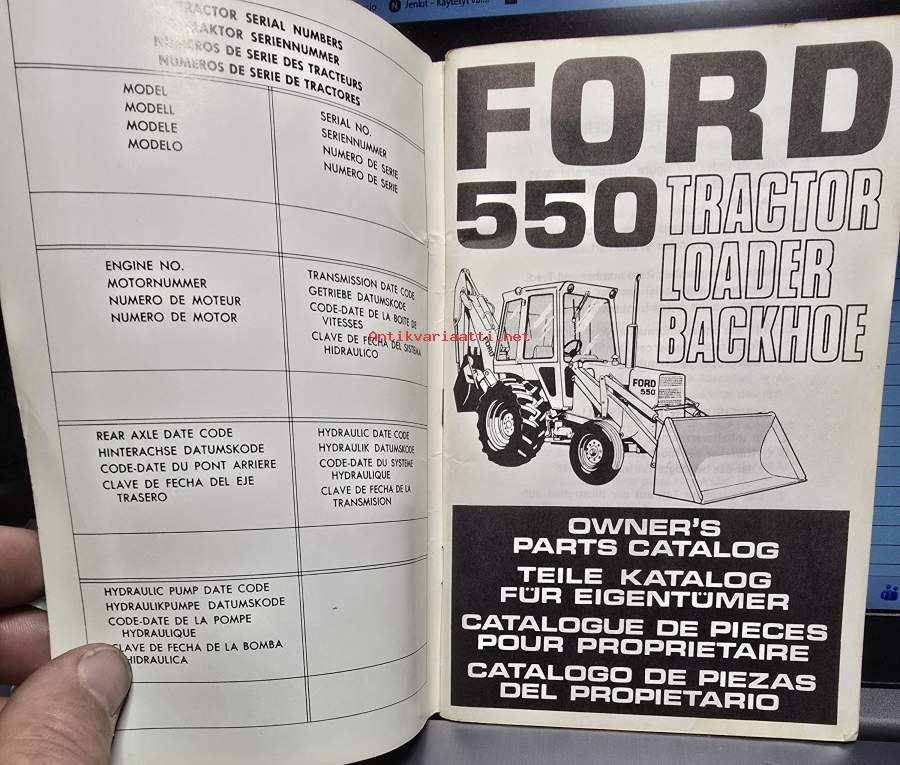 Jenkit - Käytetyt va...
TRACTOR SERIAL NUMBERS
TRAKTOR SERIENNUMMER
NUMEROS DE SERIE DES TRACTEURS
NUMEROS DE SERIE DE TRACTORES
MODEL
MODELL
MODELE
MODELO
SERIAL NO.
SERIENNUMMER
NUMERO DE SERIE
NUMERO DE SERIE
ENGINE NO.
MOTORNUMMER
NUMERO DE MOTEUR
NUMERO DE MOTOR
TRANSMISSION DATE CODE
GETRIEBE DATUMSKODE
CODE-DATE DE LA BOITE DE
VITESSES
CLAVE DE FECHA DEL SISTEMA
HIDRAULICO
REAR AXLE DATE CODE
HINTERACHSE DATUMSKODE
CODE-DATE DU PONT ARRIERE
CLAVE DE FECHA DEL EJE
TRASERO
HYDRAULIC DATE CODE
HYDRAULIK DATUMSKODE
CODE-DATE DU SYSTEME
HYDRAULIQUE
CLAVE DE FECHA DE LA
TRANSMISION
HYDRAULIC PUMP DATE CODE
HYDRAULIKPUMPE DATUMSKODE
CODE-DATE DE LA POMPE
HYDRAULIQUE
CLAVE DE FECHA DE LA BOMBA
HIDRAULICA
FORD
550 TRACTOR
LOADER
BACKHOE
Antikvariaatti.net
FORD
550
OWNER'S
PARTS CATALOG
TEILE KATALOG
FÜR EIGENTÜMER
CATALOGUE DE PIECES
POUR PROPRIETAIRE
CATALOGO DE PIEZAS
DEL PROPIETARIO